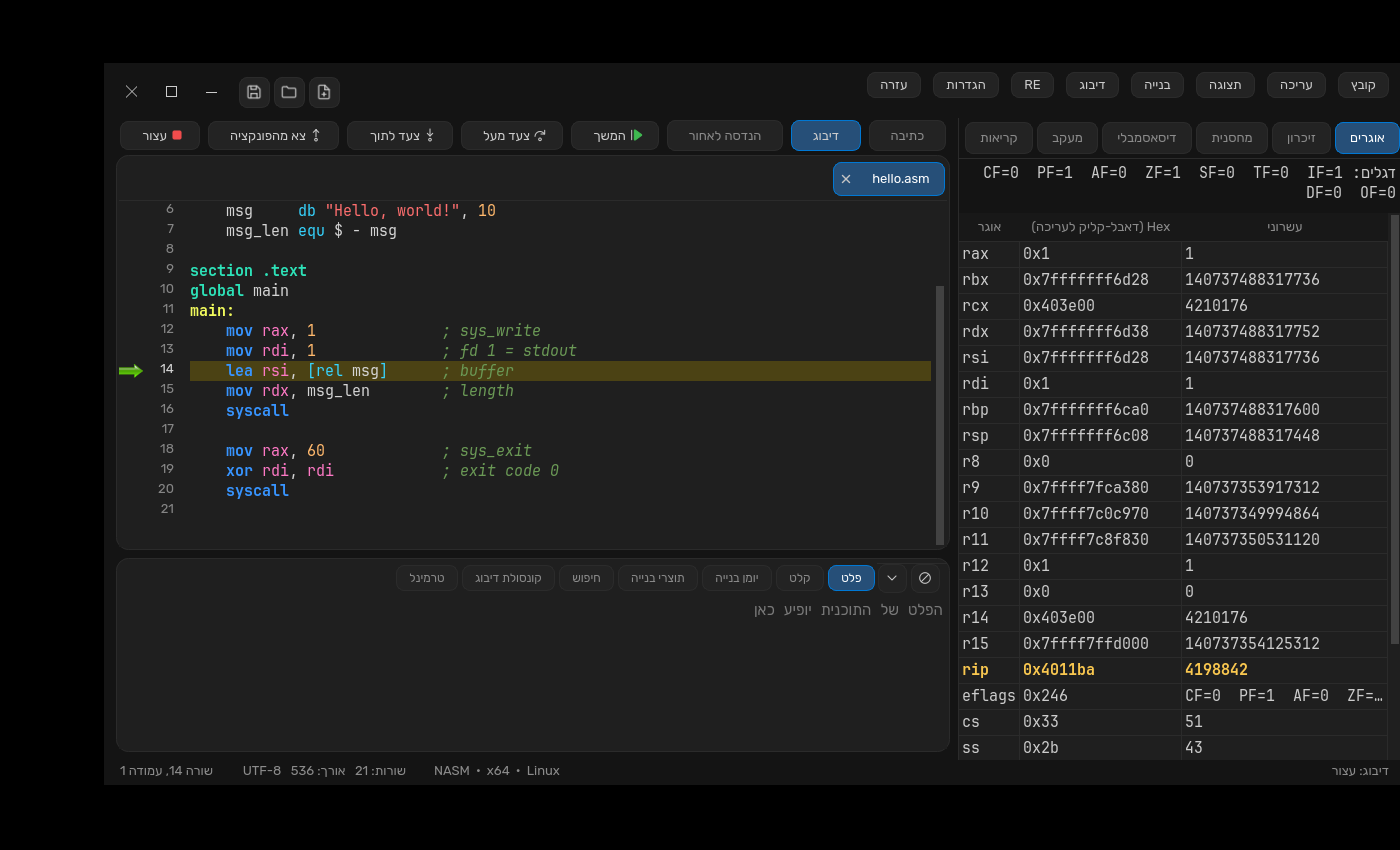 קובץ עריכה תצוגה בנייה דיבוג RE הגדרות עזרה
אוגרים זיכרון מחסנית דיסאסמבלי מעקב קריאות
כתיבה דיבוג הנדסה לאחור המשך צעד מעל צעד לתוך צא מהפונקציה עצור
דגלים: CF=0 PF=1 AF=0 ZF=1 SF=0 TF=0 IF=1
DF=0 OF=0
אוגר Hex (דאבל-קליק לעריכה) עשרוני
rax 0x1 1
rbx 0x7fffffff6d28 140737488317736
rcx 0x403e00 4210176
rdx 0x7fffffff6d38 140737488317752
rsi 0x7fffffff6d28 140737488317736
rdi 0x1 1
rbp 0x7fffffff6ca0 140737488317600
rsp 0x7fffffff6c08 140737488317448
r8 0x0 0
r9 0x7ffff7fca380 140737353917312
r10 0x7ffff7c0c970 140737349994864
r11 0x7ffff7c8f830 140737350531120
r12 0x1 1
r13 0x0 0
r14 0x403e00 4210176
r15 0x7ffff7ffd000 140737354125312
rip 0x4011ba 4198842
eflags 0x246 CF=0 PF=1 AF=0 ZF=…
cs 0x33 51
ss 0x2b 43
hello.asm
6 msg db "Hello, world!", 10
7 msg_len equ $ - msg
8
9 section .text
10 global main
11 main:
12 mov rax, 1 ; sys_write
13 mov rdi, 1 ; fd 1 = stdout
14 lea rsi, [rel msg] ; buffer
15 mov rdx, msg_len ; length
16 syscall
17
18 mov rax, 60 ; sys_exit
19 xor rdi, rdi ; exit code 0
20 syscall
21
פלט קלט יומן בנייה תוצרי בנייה חיפוש קונסולת דיבוג טרמינל
הפלט של התוכנית יופיע כאן
דיבוג: עצור
NASM • x64 • Linux
שורות: 21 אורך: 536 UTF-8
שורה 14, עמודה 1